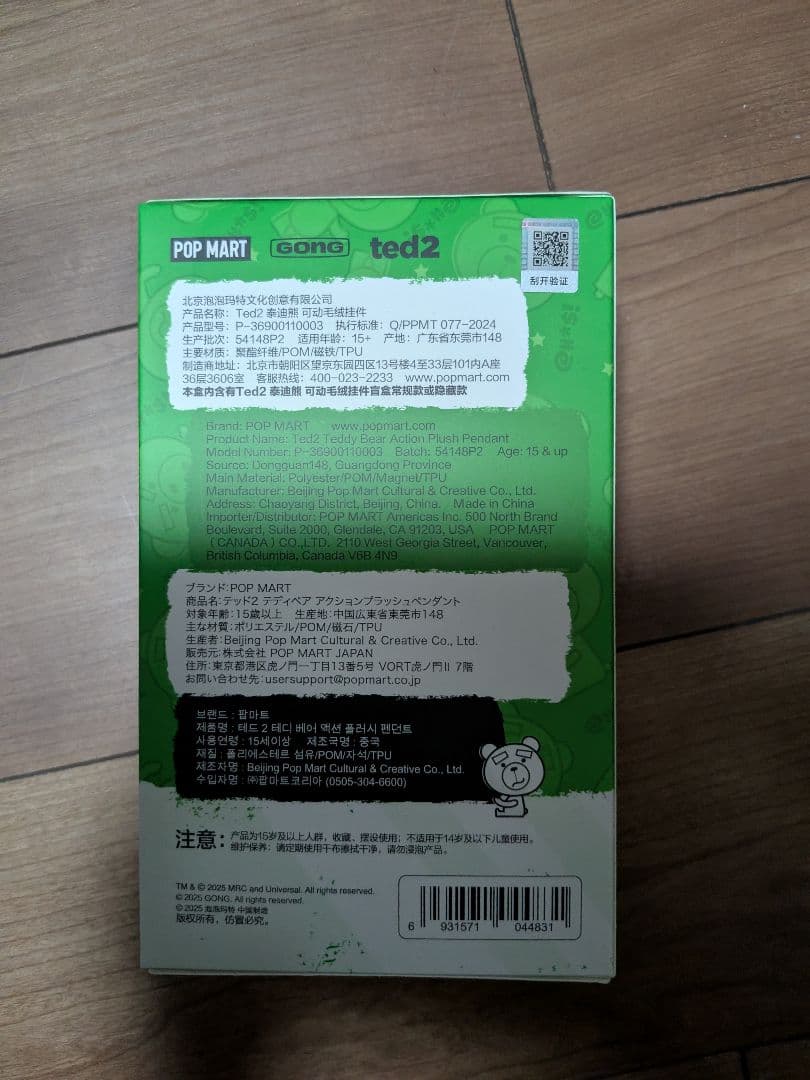 POP MART GONG ted2
刮开验证
北京泡泡玛特文化创意有限公司
产品名称: Ted2 泰迪熊 可动毛绒挂件
产品型号: P-36900110003 执行标准: Q/PPMT 077-2024
生产批次: 54148P2 适用年龄: 15+ 产地: 广东省东莞市148
主要材质: 聚酯纤维/POM/磁铁/TPU
制造商地址: 北京市朝阳区望京东园四区13号楼4至33层101内A座
36层3606室 客服热线: 400-023-2233 www.popmart.com
本盒内含有Ted2 泰迪熊 可动毛绒挂件盲盒常规款或隐藏款
Brand: POP MART www.popmart.com
Product Name: Ted2 Teddy Bear Action Plush Pendant
Model Number: P-36900110003 Batch: 54148P2 Age: 15 & up
Source: Dongguan148, Guangdong Province
Main Material: Polyester/POM/Magnet/TPU
Manufacturer: Beijing Pop Mart Cultural & Creative Co., Ltd.
Address: Chaoyang District, Beijing, China. Made in China
Importer/Distributor: POP MART Americas Inc. 500 North Brand
Boulevard, Suite 2000, Glendale, CA 91203, USA POP MART
(CANADA) CO.,LTD. 2110 West Georgia Street, Vancouver,
British Columbia, Canada V6B 4N9
ブランド:POP MART
商品名:テッド2 テディベア アクションプラッシュペンダント
対象年齢:15歳以上 生産地:中国広東省東莞市148
主な材質:ポリエステル/POM/磁石/TPU
生産者:Beijing Pop Mart Cultural & Creative Co., Ltd.
販売元:株式会社 POP MART JAPAN
住所:東京都港区虎ノ門一丁目13番5号 VORT虎ノ門II 7階
お問い合わせ先:usersupport@popmart.co.jp
브랜드 : 팝마트
제품명 : 테드 2 테디 베어 액션 플러시 펜던트
사용연령 : 15세이상 제조국명 : 중국
재질 : 폴리에스테르 섬유/POM/자석/TPU
제조자명 : Beijing Pop Mart Cultural & Creative Co., Ltd.
수입자명 : ㈜팝마트코리아 (0505-304-6600)
注意: 产品为15岁及以上人群, 收藏、摆设使用; 不适用于14岁及以下儿童使用。
维护保养: 请定期使用干布擦拭干净, 请勿浸泡产品。
TM & © 2025 MRC and Universal. All rights reserved.
© 2025 GONG. All rights reserved.
© 2025 泡泡玛特 中国制造
版权所有, 仿冒必究。
6 931571 044831